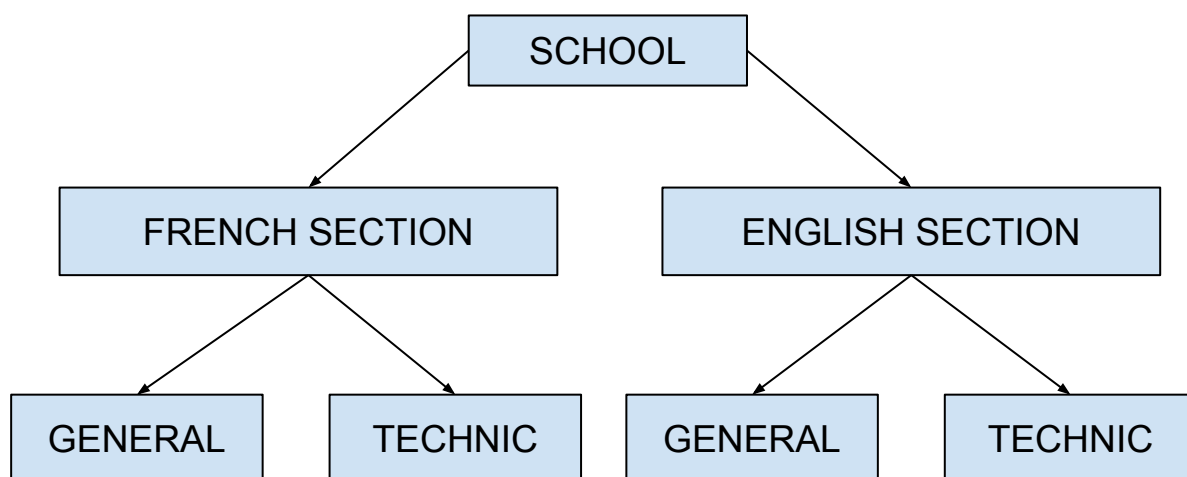 SCHOOL
FRENCH SECTION
ENGLISH SECTION
GENERAL
TECHNIC
GENERAL
TECHNIC